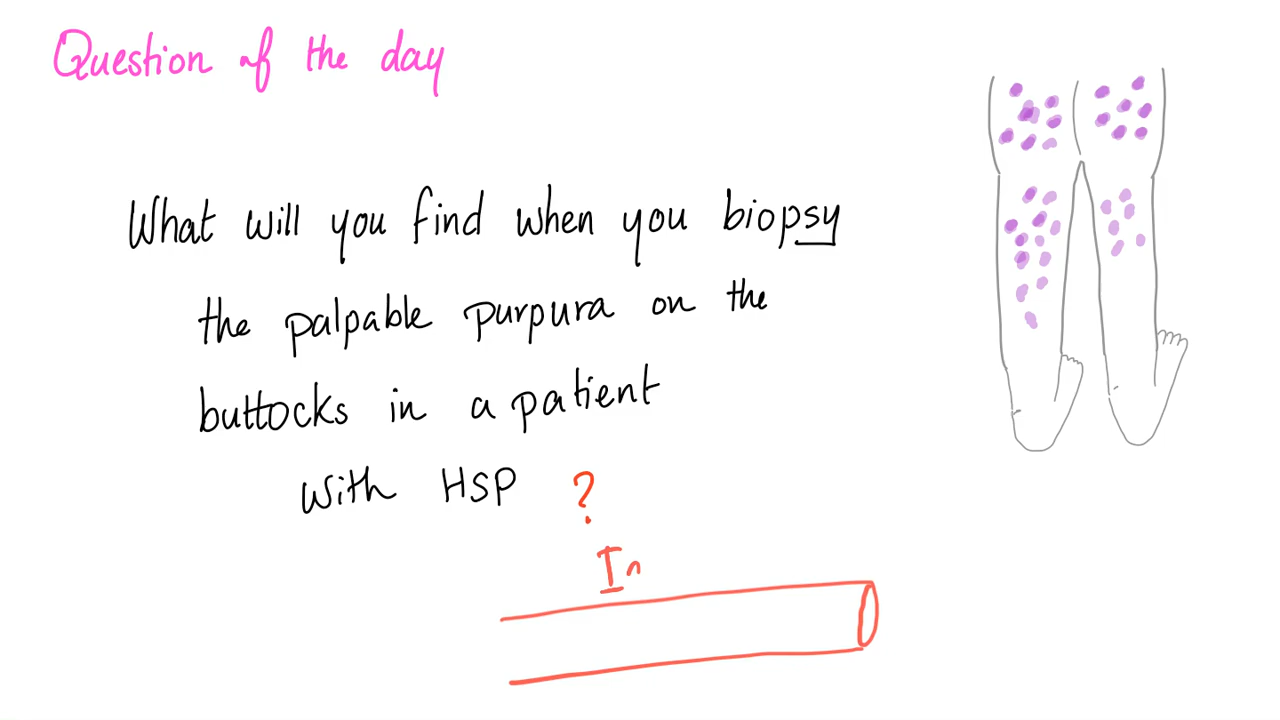 Question of the day
What will you find when you biopsy
the palpable purpura on the
buttocks in a patient
with HSP ?
In